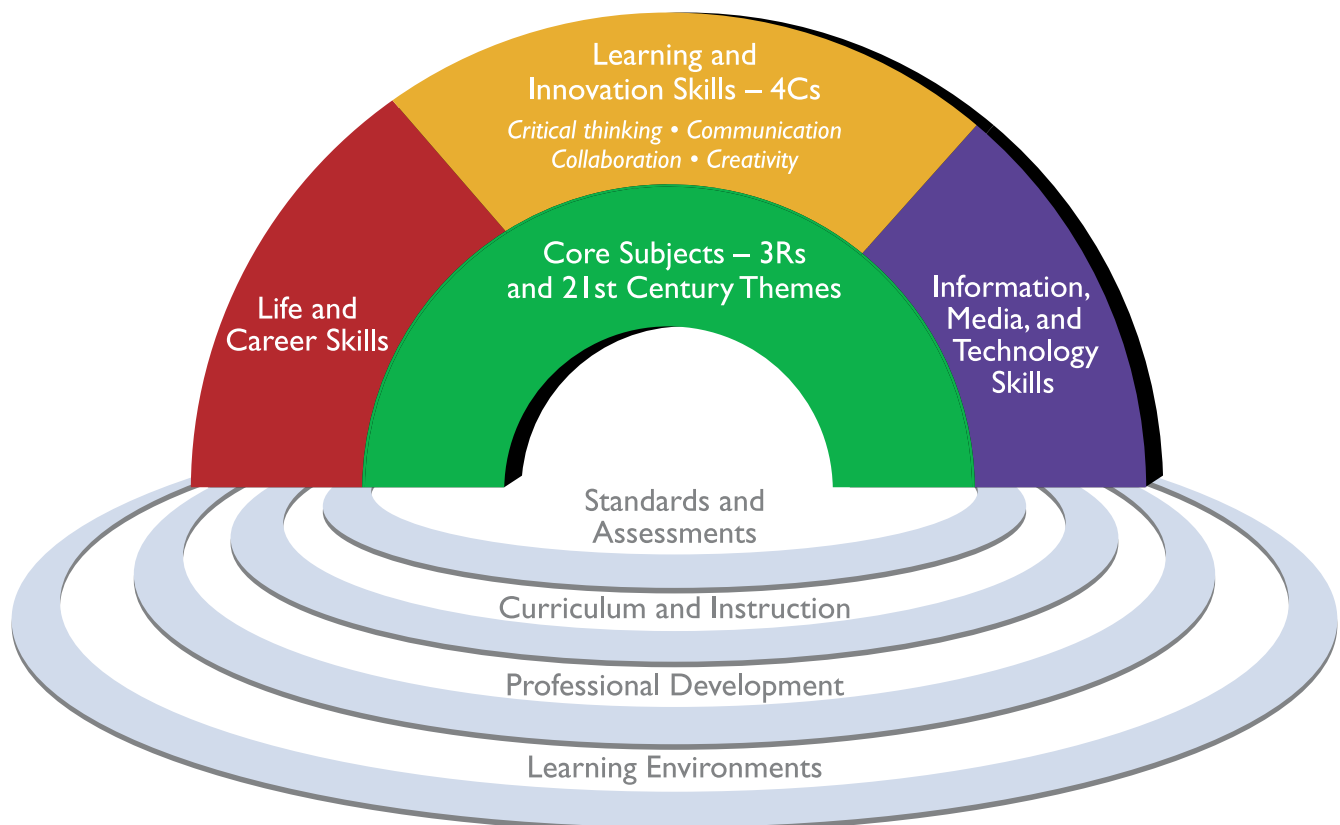 Learning and
Innovation Skills – 4Cs
Critical thinking • Communication
Collaboration • Creativity
Core Subjects – 3Rs
and 21st Century Themes
Life and
Career Skills
Information,
Media, and
Technology
Skills
Standards and
Assessments
Curriculum and Instruction
Professional Development
Learning Environments